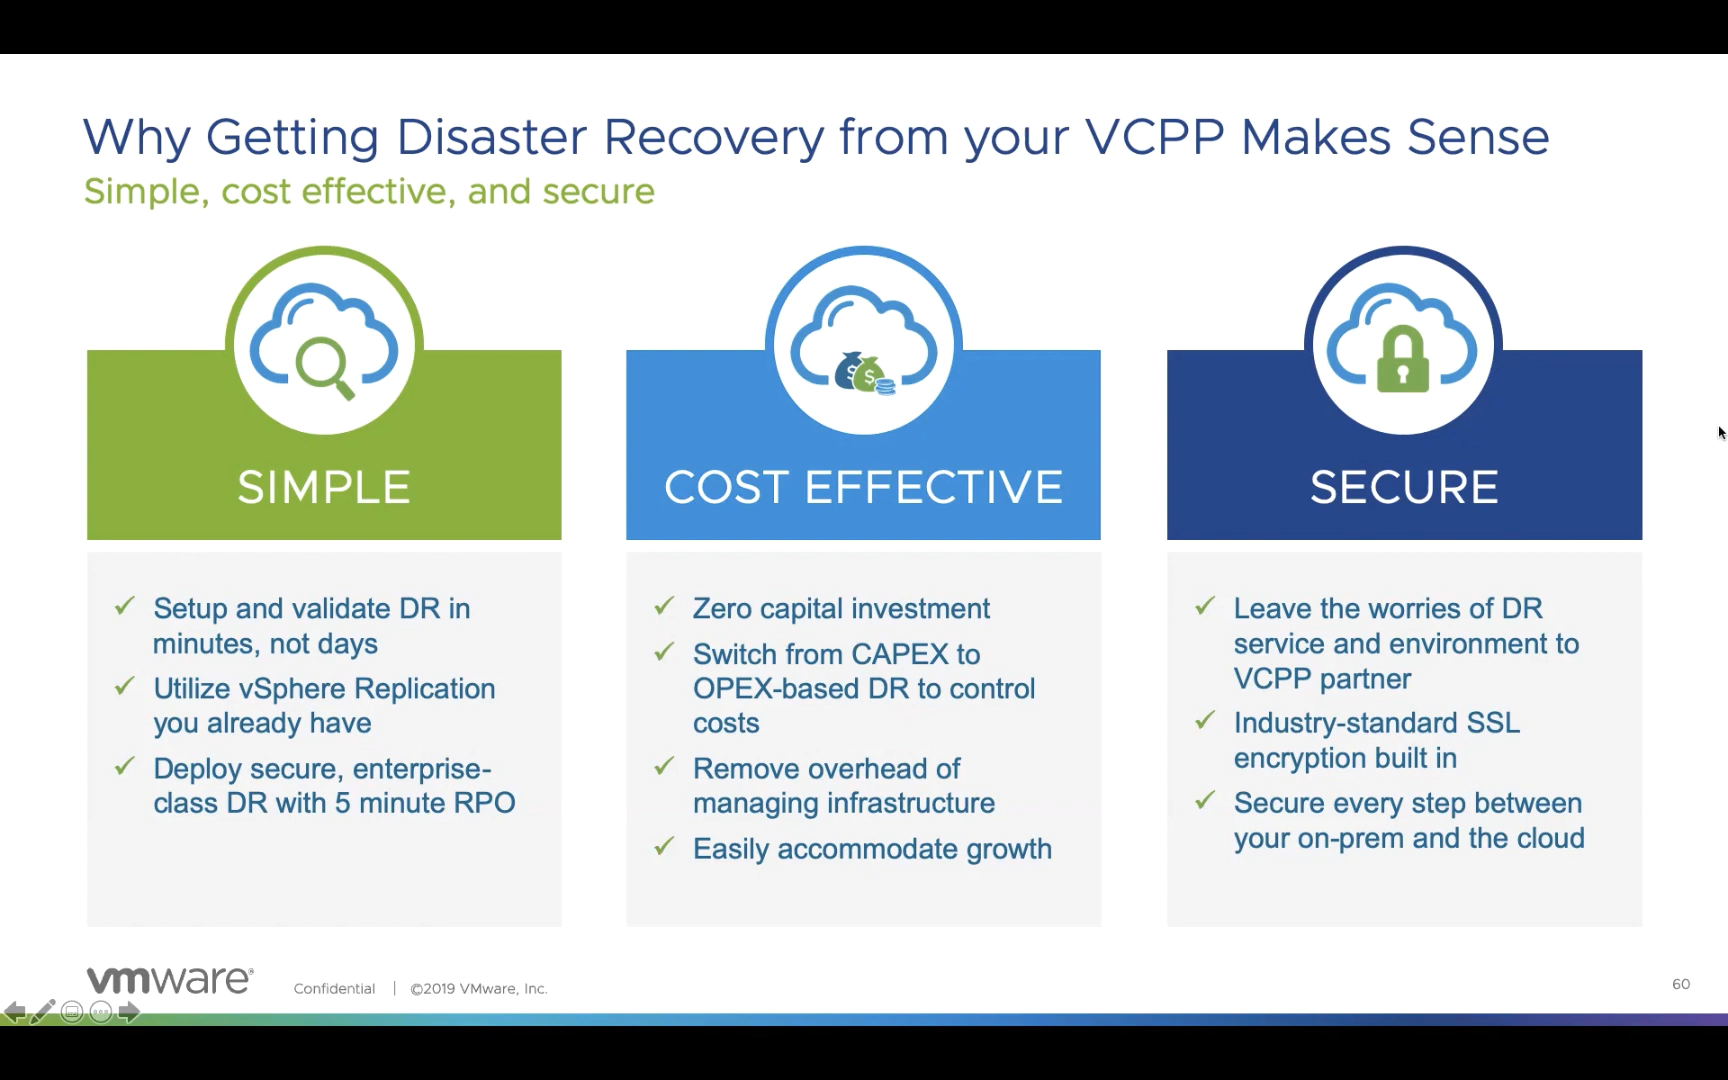 Why Getting Disaster Recovery from your VCPP Makes Sense
Simple, cost effective, and secure
SIMPLE
Setup and validate DR in
minutes, not days
Utilize vSphere Replication
you already have
Deploy secure, enterprise-
class DR with 5 minute RPO
$ $
COST EFFECTIVE
Zero capital investment
Switch from CAPEX to
OPEX-based DR to control
costs
Remove overhead of
managing infrastructure
Easily accommodate growth
SECURE
Leave the worries of DR
service and environment to
VCPP partner
Industry-standard SSL
encryption built in
Secure every step between
your on-prem and the cloud
vmware®
Confidential | ©2019 VMware, Inc.
60